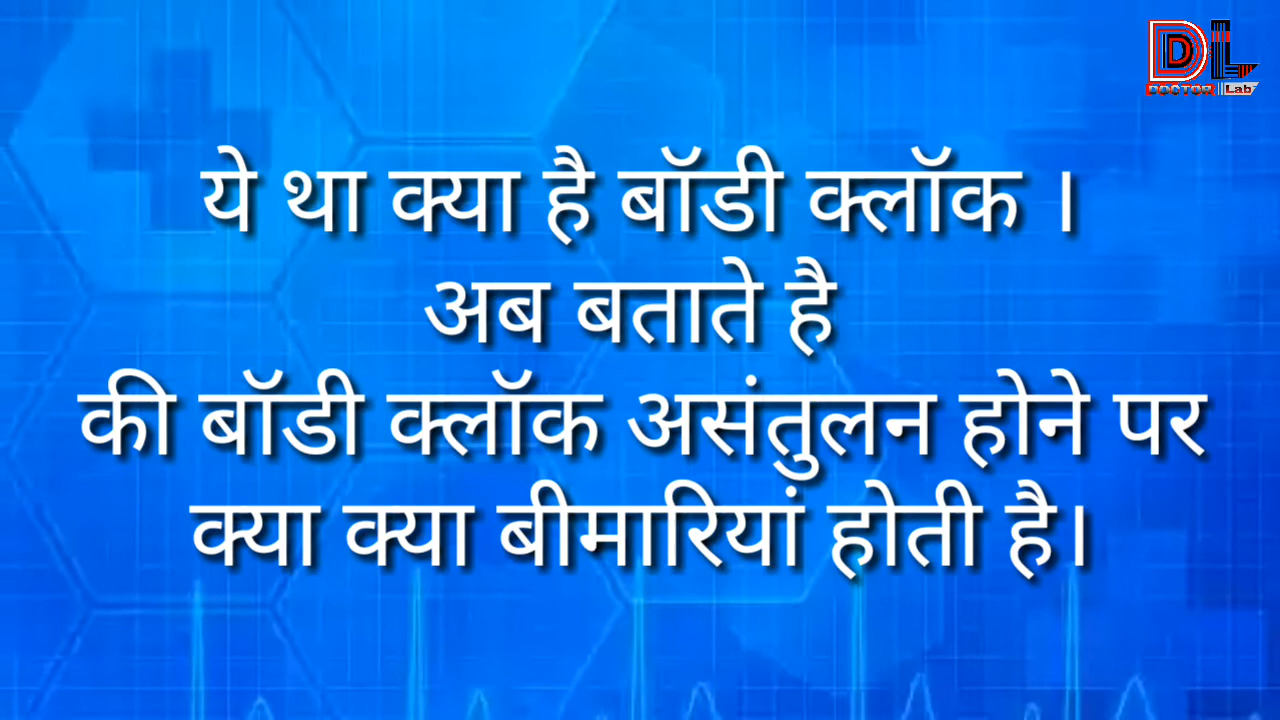 DL
DOCTOR Lab
ये था क्या है बॉडी क्लॉक ।
अब बताते है
की बॉडी क्लॉक असंतुलन होने पर
क्या क्या बीमारियां होती है।